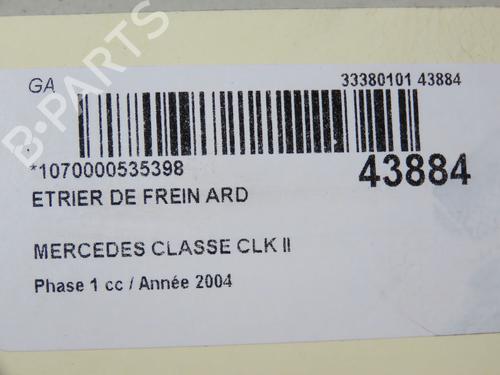 GA
33380101 43884
*1070000535398
43884
ETRIER DE FREIN ARD
MERCEDES CLASSE CLK II
Phase 1 cc / Année 2004
B-PARTS